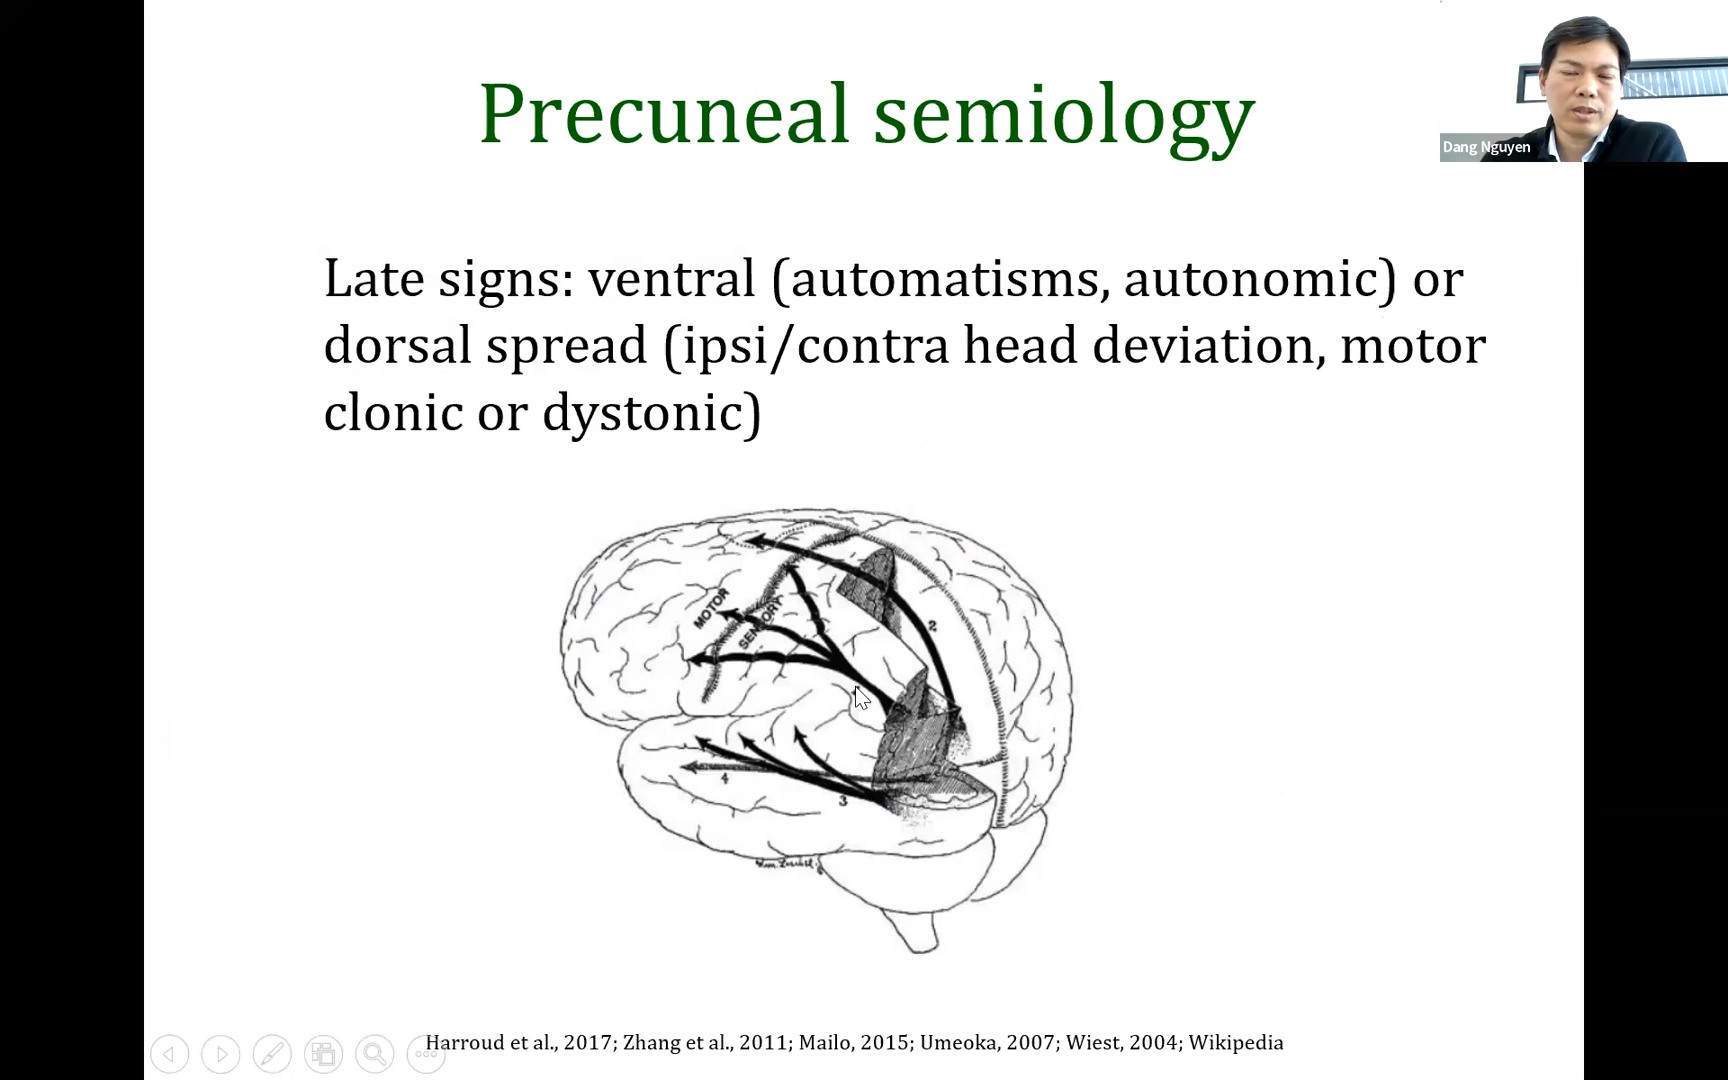 Precuneal semiology
Dang Nguyen
Late signs: ventral (automatisms, autonomic) or
dorsal spread (ipsi/contra head deviation, motor
clonic or dystonic)
MOTOR
SENSORY
2
4
3
Harroud et al., 2017; Zhang et al., 2011; Mailo, 2015; Umeoka, 2007; Wiest, 2004; Wikipedia